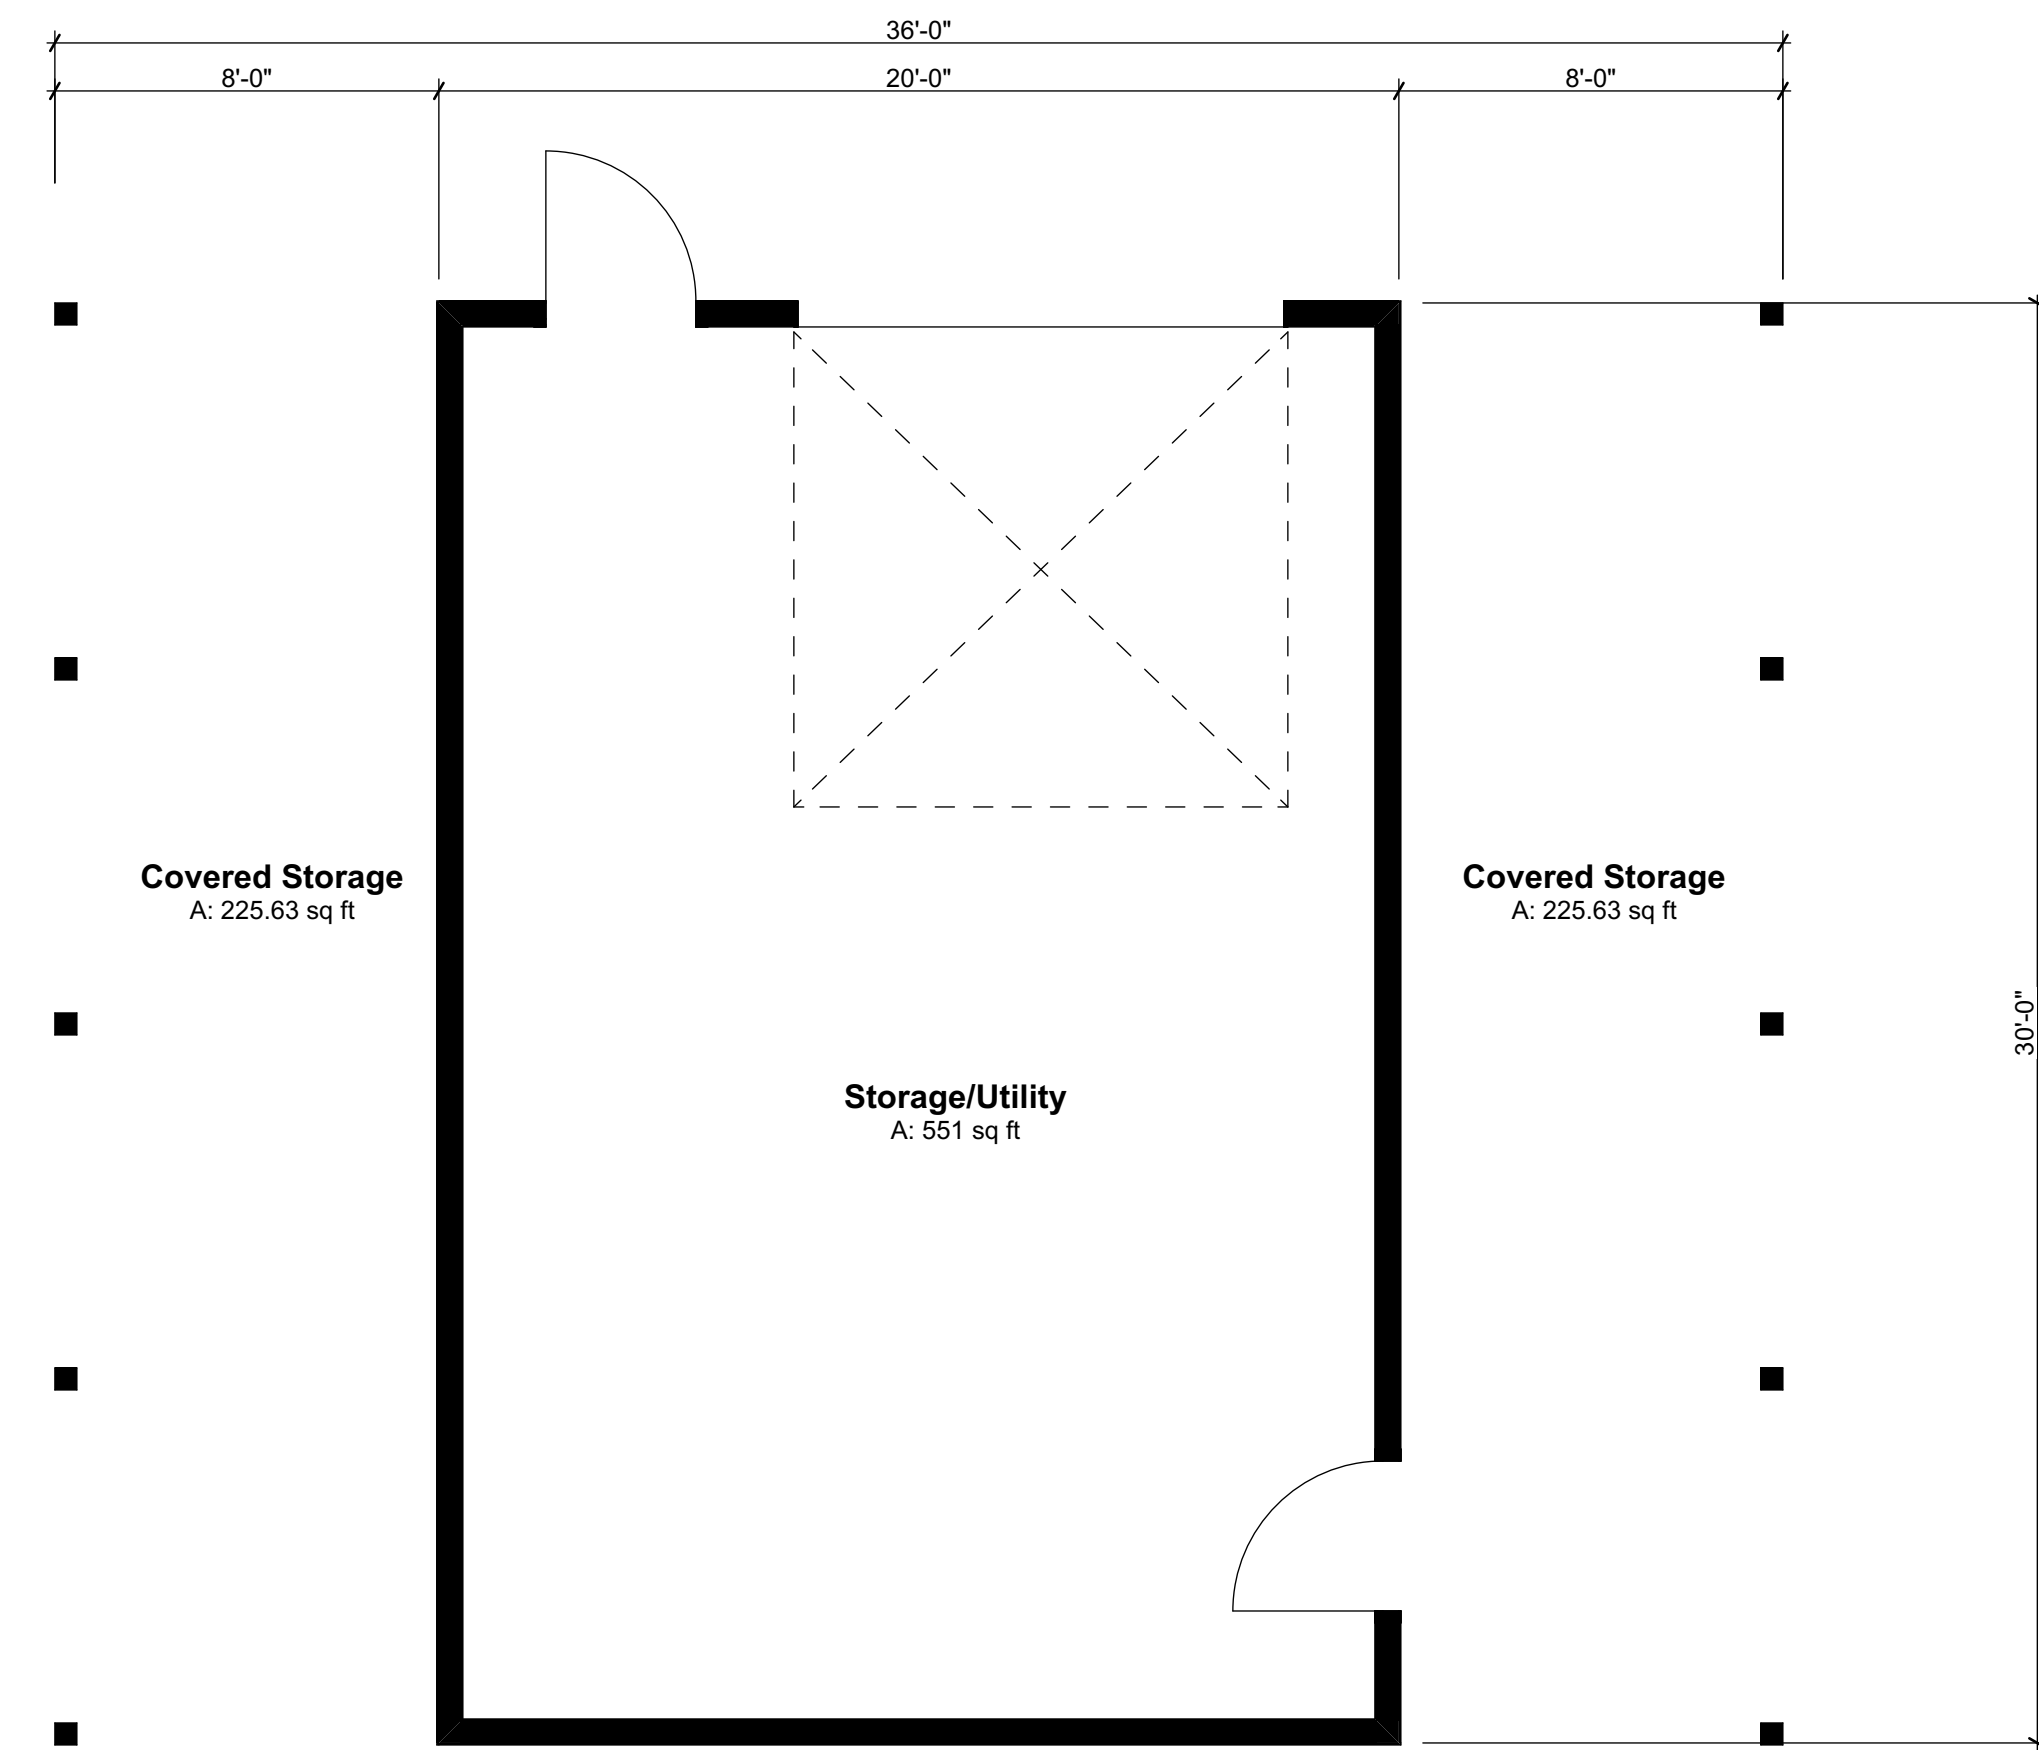 36'-0"
8'-0"
20'-0"
8'-0"
Covered Storage
A: 225.63 sq ft
Covered Storage
A: 225.63 sq ft
30'-0"
Storage/Utility
A: 551 sq ft